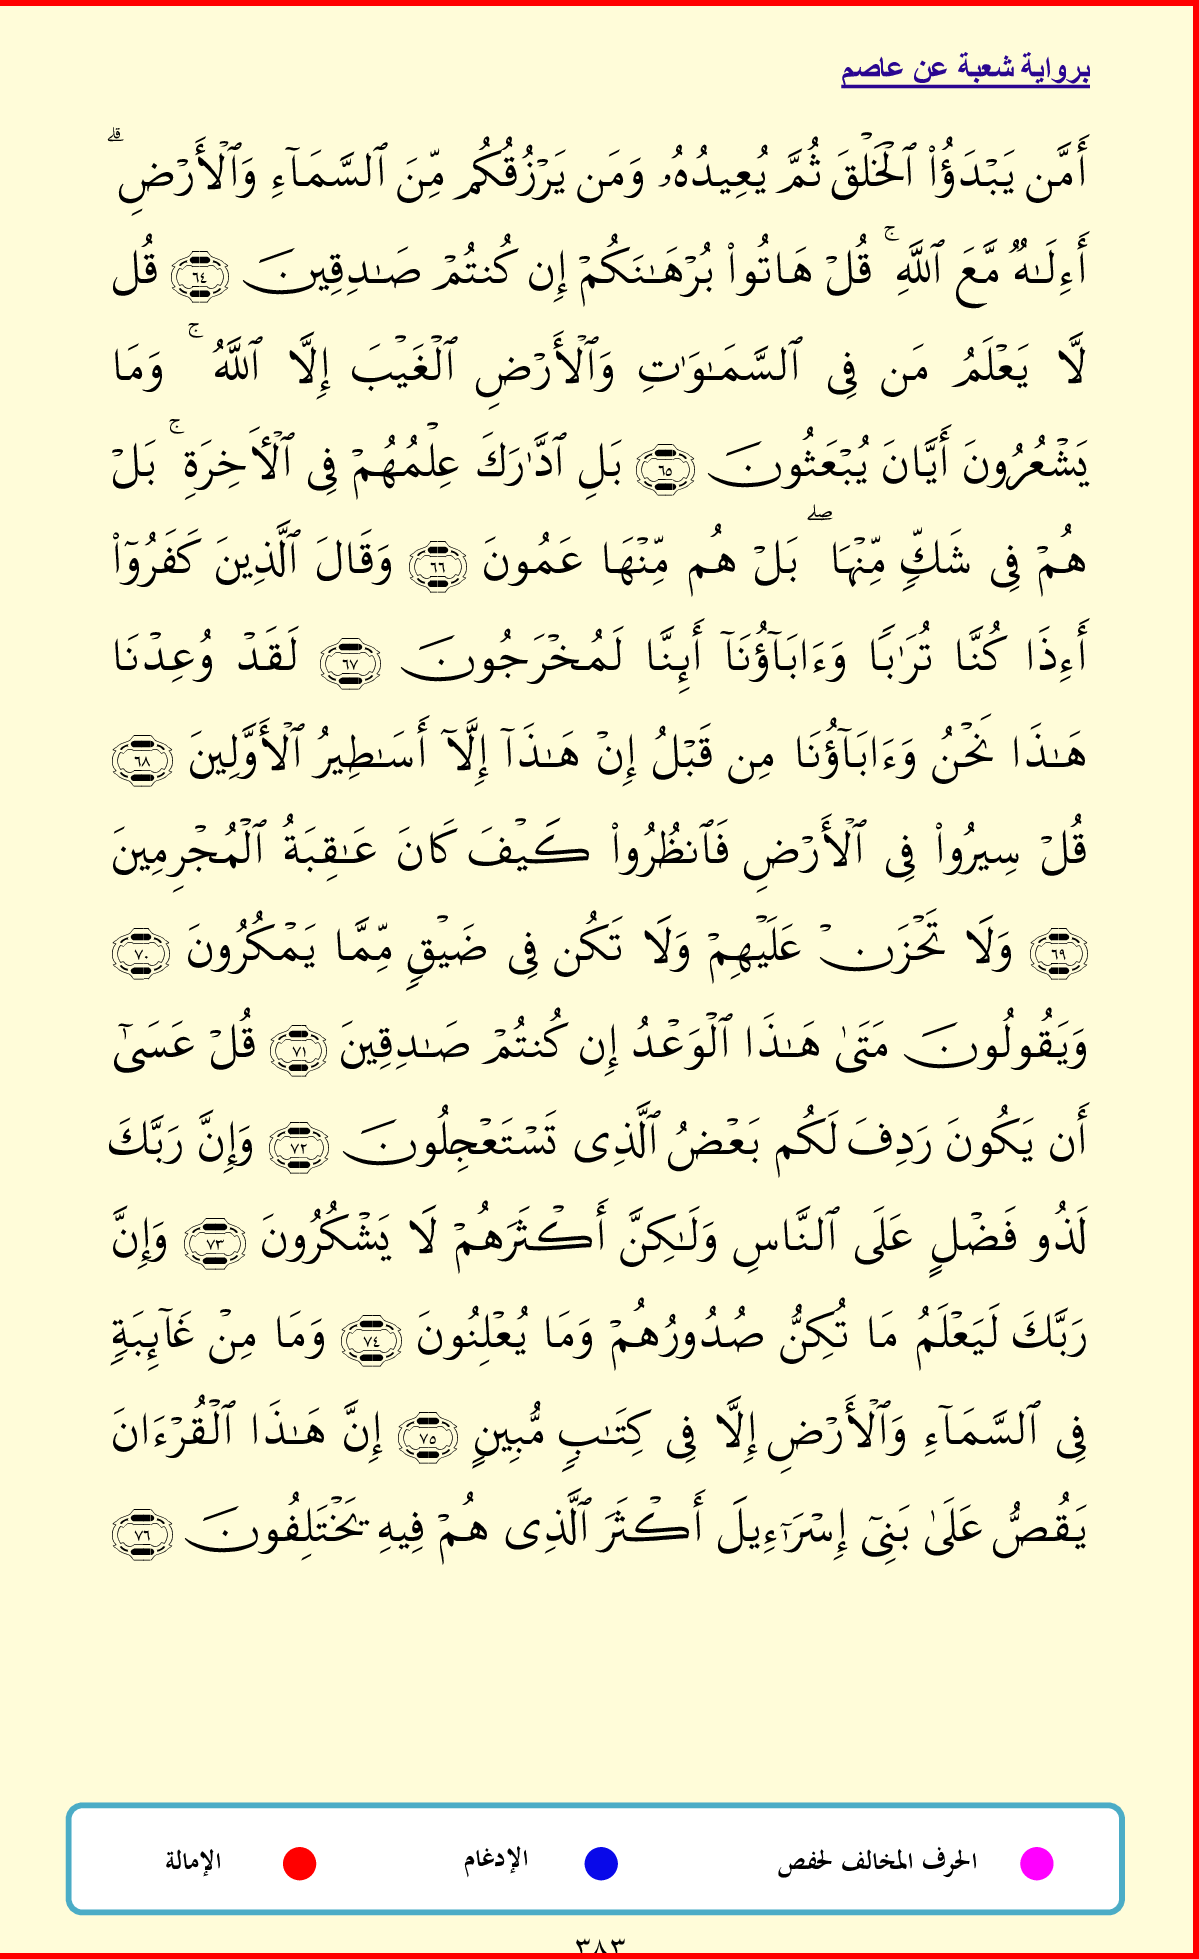 برواية شعبة عن عاصم
أَمَّن يَبْدَؤُا۟ ٱلْخَلْقَ ثُمَّ يُعِيدُهُۥ وَمَن يَرْزُقُكُم مِّنَ ٱلسَّمَآءِ وَٱلْأَرْضِ ۗ
أَءِلَـٰهٌ مَّعَ ٱللَّهِ ۚ قُلْ هَاتُوا۟ بُرْهَـٰنَكُمْ إِن كُنتُمْ صَـٰدِقِينَ ٦٤ قُل
لَّا يَعْلَمُ مَن فِى ٱلسَّمَـٰوَٰتِ وَٱلْأَرْضِ ٱلْغَيْبَ إِلَّا ٱللَّهُ ۚ وَمَا
يَشْعُرُونَ أَيَّانَ يُبْعَثُونَ ٦٥ بَلِ ٱدَّٰرَكَ عِلْمُهُمْ فِى ٱلْـَٔاخِرَةِ ۚ بَلْ
هُمْ فِى شَكٍّ مِّنْهَا ۖ بَلْ هُم مِّنْهَا عَمُونَ ٦٦ وَقَالَ ٱلَّذِينَ كَفَرُوٓا۟
أَءِذَا كُنَّا تُرَٰبًا وَءَابَآؤُنَآ أَئِنَّا لَمُخْرَجُونَ ٦٧ لَقَدْ وُعِدْنَا
هَـٰذَا نَحْنُ وَءَابَآؤُنَا مِن قَبْلُ إِنْ هَـٰذَآ إِلَّآ أَسَـٰطِيرُ ٱلْأَوَّلِينَ ٦٨
قُلْ سِيرُوا۟ فِى ٱلْأَرْضِ فَٱنظُرُوا۟ كَيْفَ كَانَ عَـٰقِبَةُ ٱلْمُجْرِمِينَ
٦٩ وَلَا تَحْزَنْ عَلَيْهِمْ وَلَا تَكُن فِى ضَيْقٍ مِّمَّا يَمْكُرُونَ ٧٠
وَيَقُولُونَ مَتَىٰ هَـٰذَا ٱلْوَعْدُ إِن كُنتُمْ صَـٰدِقِينَ ٧١ قُلْ عَسَىٰٓ
أَن يَكُونَ رَدِفَ لَكُم بَعْضُ ٱلَّذِى تَسْتَعْجِلُونَ ٧٢ وَإِنَّ رَبَّكَ
لَذُو فَضْلٍ عَلَى ٱلنَّاسِ وَلَـٰكِنَّ أَكْثَرَهُمْ لَا يَشْكُرُونَ ٧٣ وَإِنَّ
رَبَّكَ لَيَعْلَمُ مَا تُكِنُّ صُدُورُهُمْ وَمَا يُعْلِنُونَ ٧٤ وَمَا مِنْ غَآئِبَةٍ
فِى ٱلسَّمَآءِ وَٱلْأَرْضِ إِلَّا فِى كِتَـٰبٍ مُّبِينٍ ٧٥ إِنَّ هَـٰذَا ٱلْقُرْءَانَ
يَقُصُّ عَلَىٰ بَنِىٓ إِسْرَٰٓءِيلَ أَكْثَرَ ٱلَّذِى هُمْ فِيهِ يَخْتَلِفُونَ ٧٦
الحرف المخالف لحفص الإدغام الإمالة
٣٨٣